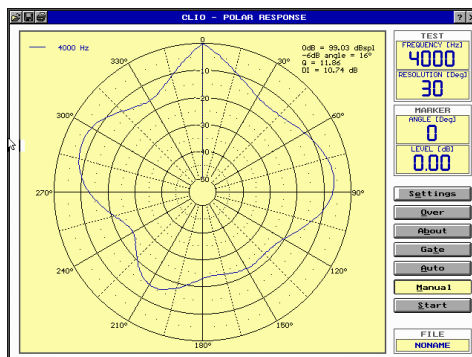 CLIO - POLAR RESPONSE
?
4000 Hz
0dB = 99.03 dBspl
-6dB angle = 16°
Q = 11.86
DI = 10.74 dB
0
330°
30°
-10
300°
60°
-20
-30
-40
-50
270°
90°
240°
120°
210°
150°
180°
TEST
FREQUENCY [Hz]
4000
RESOLUTION [Deg]
30
MARKER
ANGLE [Deg]
0
LEVEL [dB]
0.00
Settings
Over
About
Gate
Auto
Manual
Start
FILE
NONAME